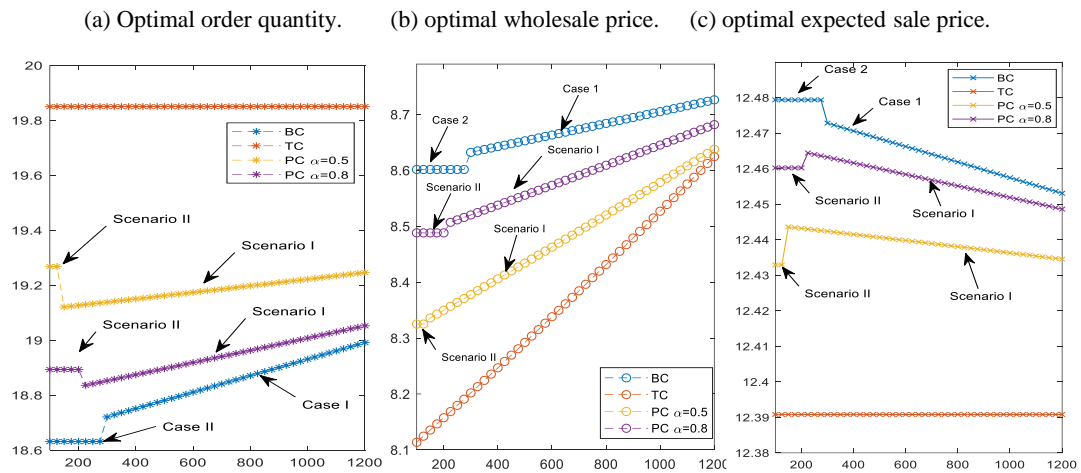 (a) Optimal order quantity.
(b) optimal wholesale price.
(c) optimal expected sale price.
20
19.8
19.6
19.4
19.2
19
18.8
18.6
200
400
600
800
1000
1200
BC
TC
PC α=0.5
PC α=0.8
Scenario II
Scenario I
Scenario II
Scenario I
Case II
Case I
8.7
8.6
8.5
8.4
8.3
8.2
8.1
200
400
600
800
1000
1200
Case 2
Case 1
Scenario I
Scenario II
Scenario I
Scenario II
BC
TC
PC α=0.5
PC α=0.8
12.48
12.47
12.46
12.45
12.44
12.43
12.42
12.41
12.4
12.39
12.38
200
400
600
800
1000
1200
Case 2
Case 1
BC
TC
PC α=0.5
PC α=0.8
Scenario II
Scenario I
Scenario II
Scenario I